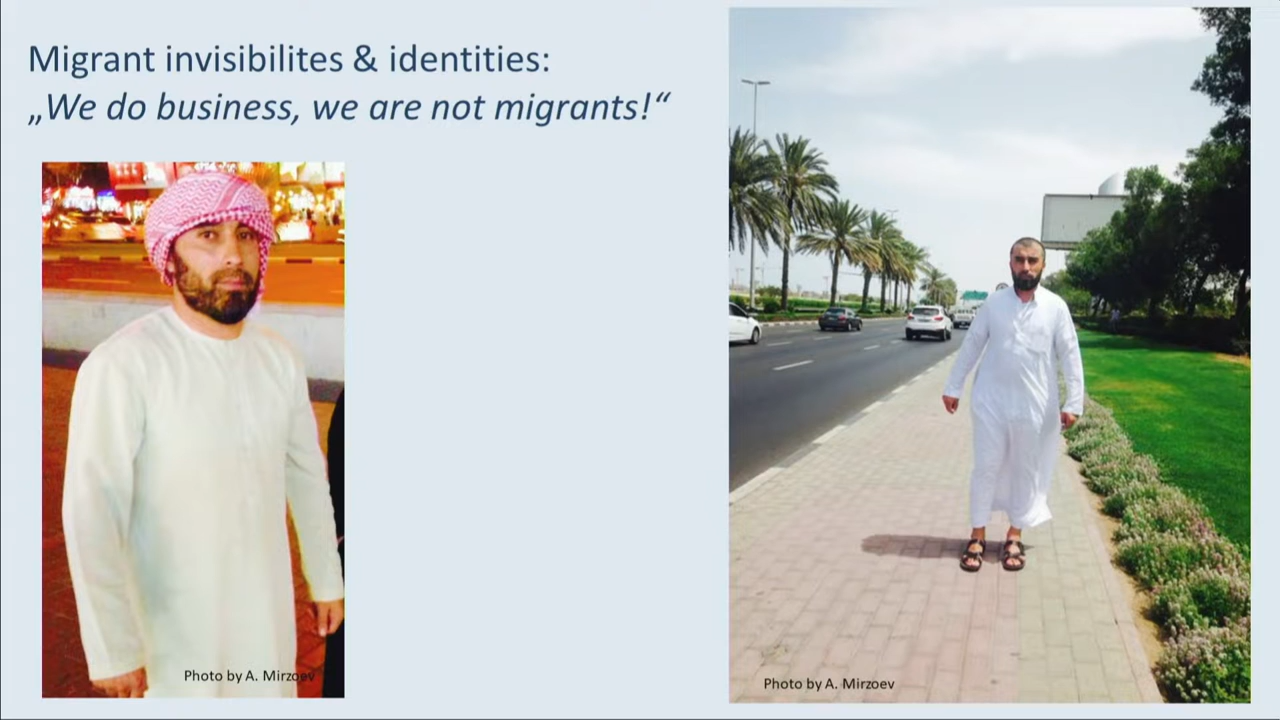 Migrant invisibilites & identities:
„We do business, we are not migrants!“
Photo by A. Mirzoev
Photo by A. Mirzoev